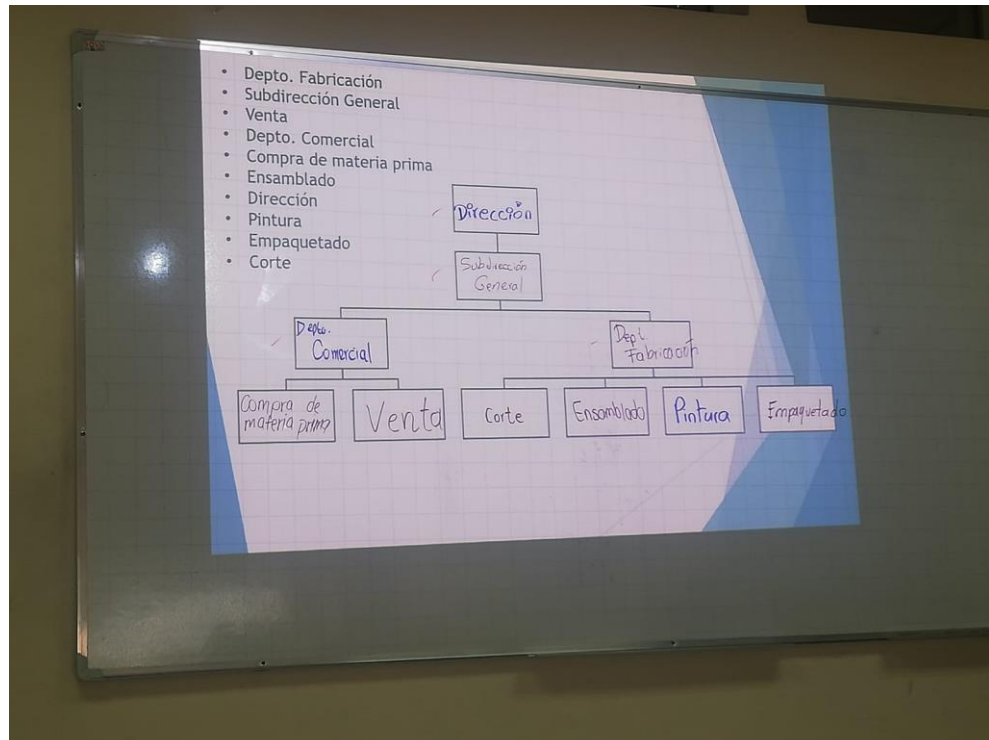 • Depto. Fabricación
• Subdirección General
• Venta
• Depto. Comercial
• Compra de materia prima
• Ensamblado
• Dirección
• Pintura
• Empaquetado
• Corte
Dirección
Subdirección
General
Depto.
Comercial
Dept.
Fabricación
Compra de
materia prima
Venta
Corte
Ensamblado
Pintura
Empaquetado